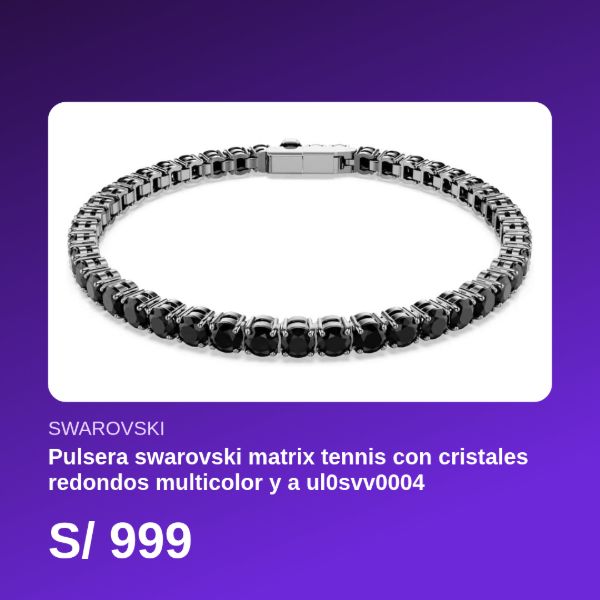 SWAROVSKI
Pulsera swarovski matrix tennis con cristales
redondos multicolor y a ul0svv0004
S/ 999